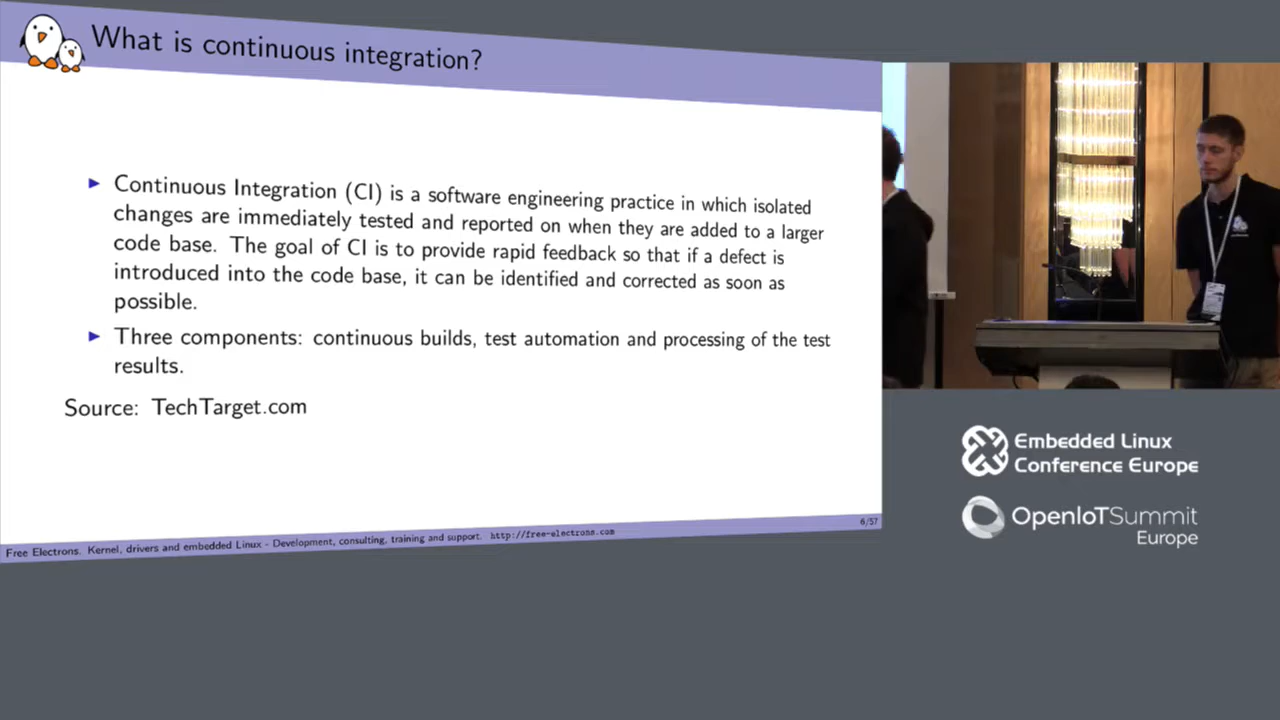 What is continuous integration?
Continuous Integration (CI) is a software engineering practice in which isolated
changes are immediately tested and reported on when they are added to a larger
code base. The goal of CI is to provide rapid feedback so that if a defect is
introduced into the code base, it can be identified and corrected as soon as
possible.
Three components: continuous builds, test automation and processing of the test
results.
Source: TechTarget.com
Free Electrons. Kernel, drivers and embedded Linux - Development, consulting, training and support. http://free-electrons.com
6/57
Embedded Linux
Conference Europe
OpenIoTSummit
Europe